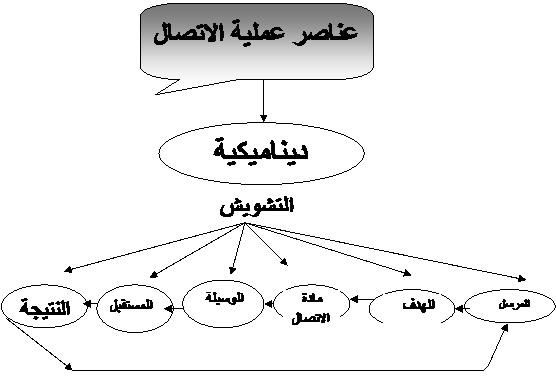 عناصر عملية الاتصال
ديناميكية
التشويش
المرسل
الهدف
مادة
الاتصال
الوسيلة
المستقبل
النتيجة